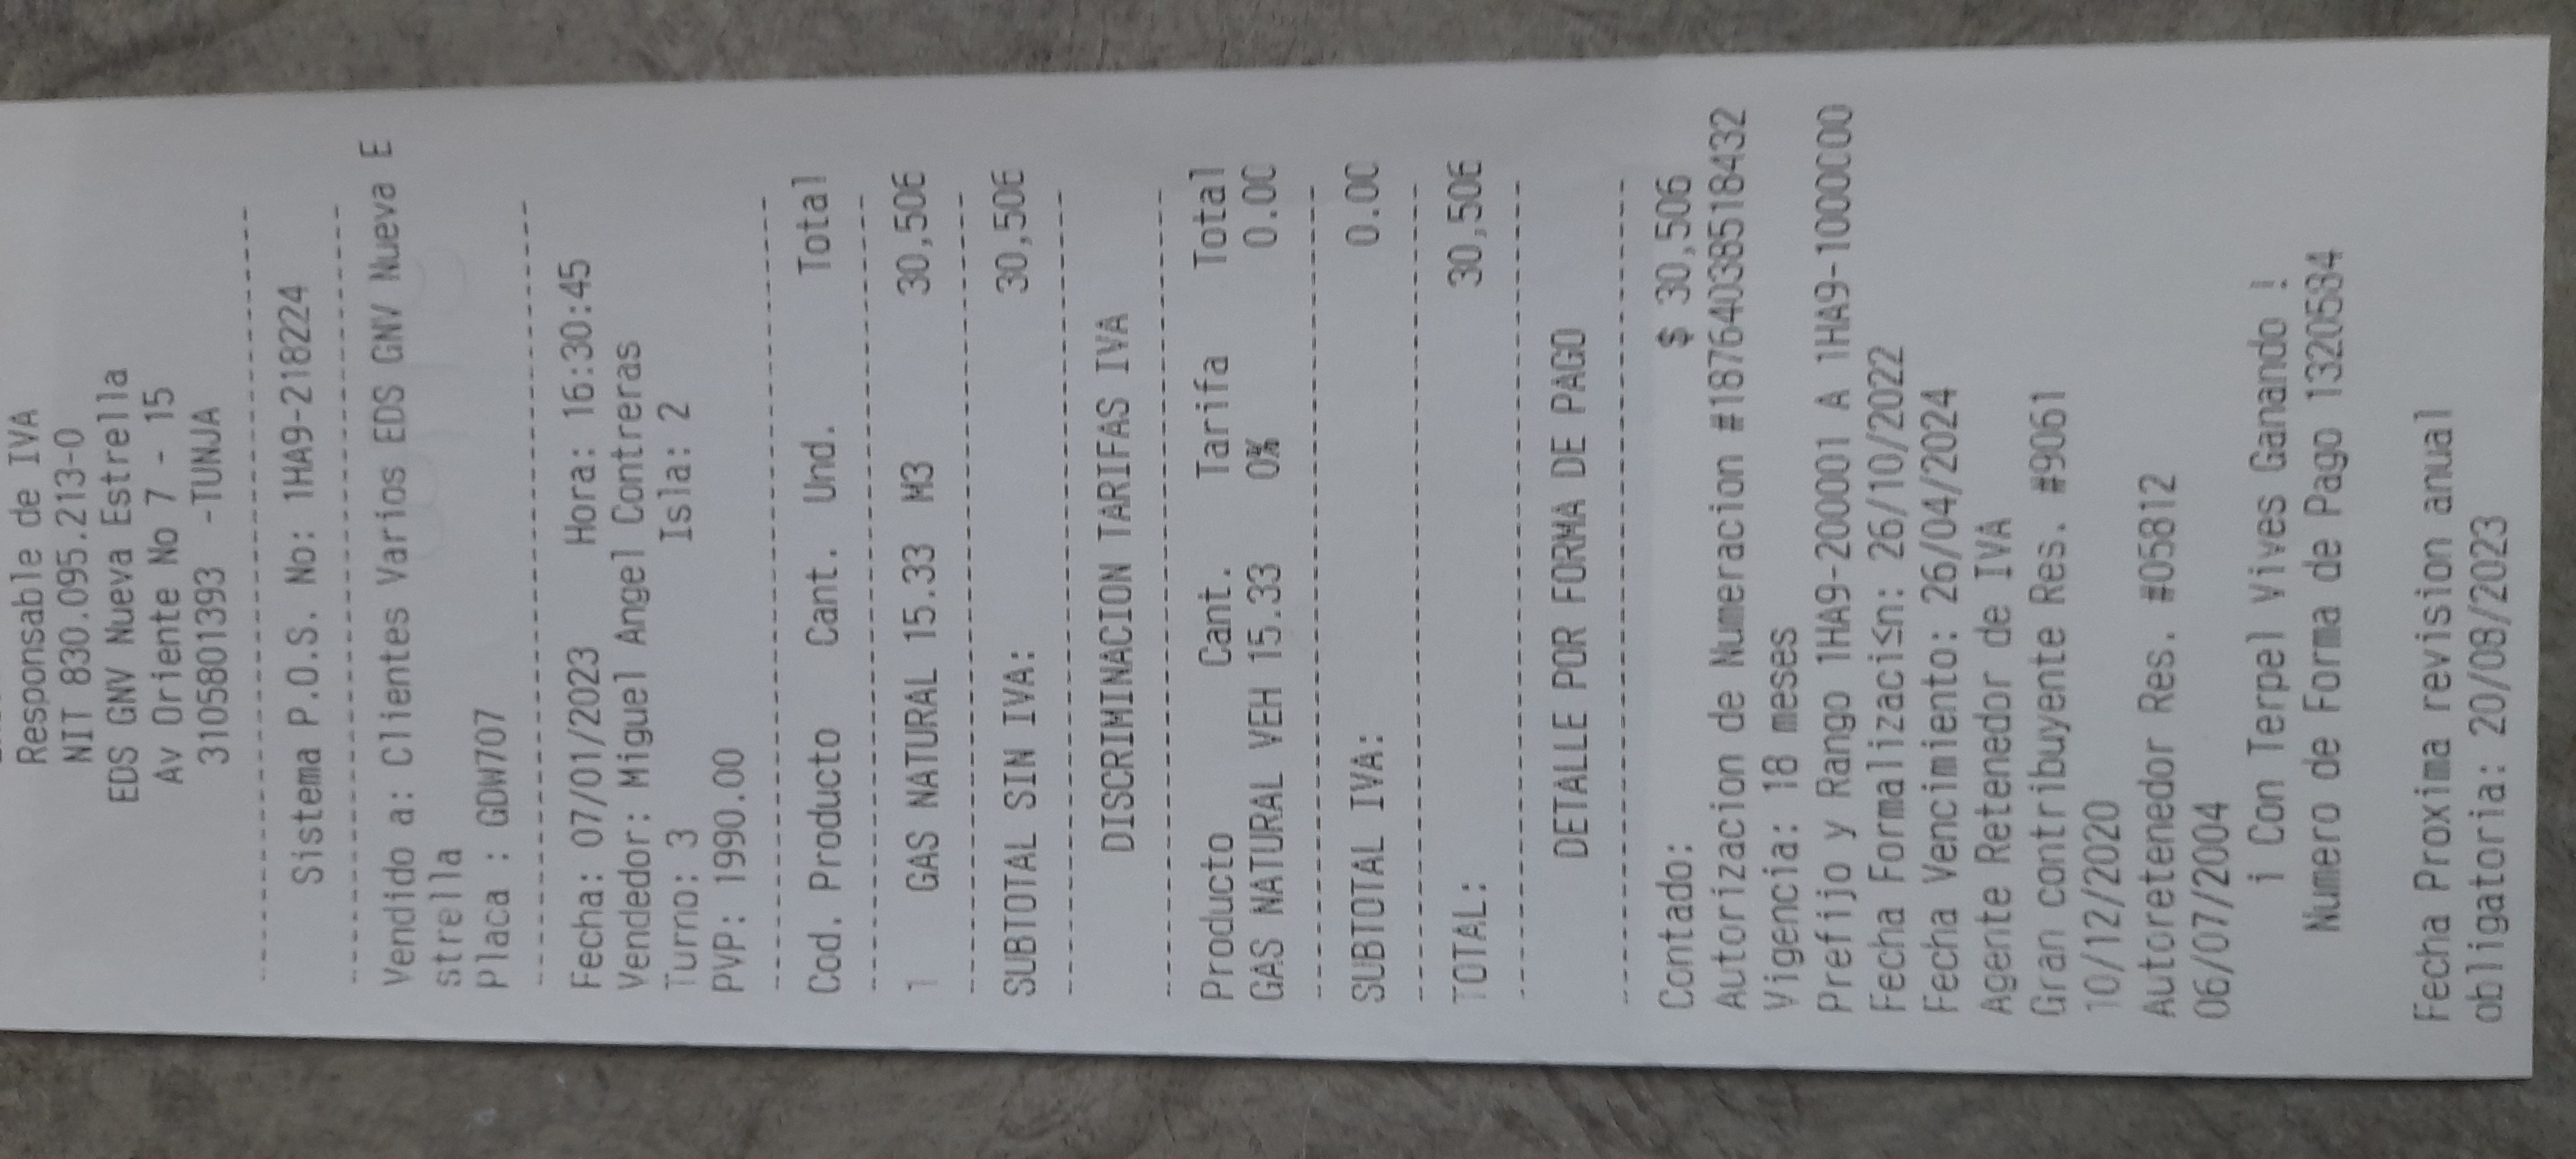 Responsable de IVA
NIT 830.095.213-0
EDS GNV Nueva Estrella
Av Oriente No 7 - 15
3105801393 -TUNJA
Sistema P.O.S. No: 1HA9-218224
Vendido a: Clientes Varios EDS GNV Nueva E
strella
Placa : GDW707
Fecha: 07/01/2023 Hora: 16:30:45
Vendedor: Miguel Angel Contreras
Turno: 3 Isla: 2
PVP: 1990.00
Cod. Producto Cant. Und. Total
1 GAS NATURAL 15.33 M3 30,506
SUBTOTAL SIN IVA: 30,506
DISCRIMINACION TARIFAS IVA
Producto Cant. Tarifa Total
GAS NATURAL VEH 15.33 0% 0.00
SUBTOTAL IVA: 0.00
TOTAL: 30,506
DETALLE POR FORMA DE PAGO
Contado: $ 30,506
Autorizacion de Numeracion #18764038518432
Vigencia: 18 meses
Prefijo y Rango 1HA9-200001 A 1HA9-1000000
Fecha Formalizaci≤n: 26/10/2022
Fecha Vencimiento: 26/04/2024
Agente Retenedor de IVA
Gran contribuyente Res. #9061
10/12/2020
Autoretenedor Res. #05812
06/07/2004
¡ Con Terpel Vives Ganando !
Numero de Forma de Pago 1320584
Fecha Proxima revision anual
obligatoria: 20/08/2023